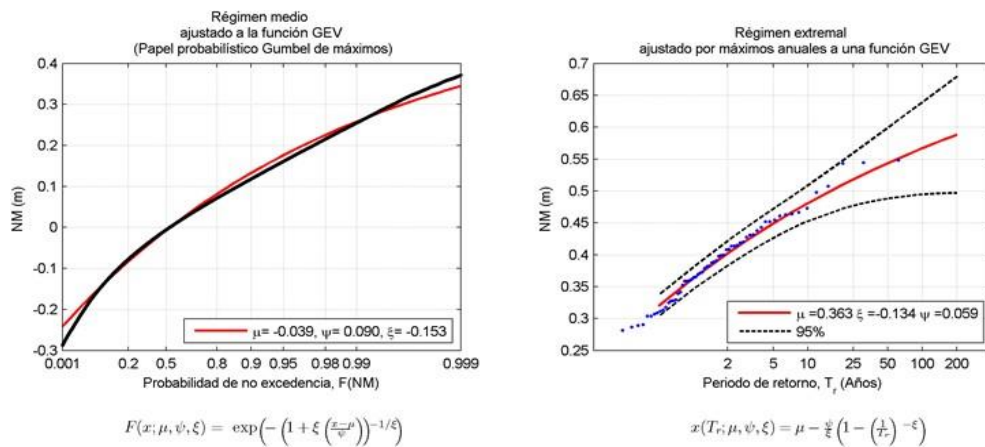 Régimen medio
ajustado a la función GEV
(Papel probabilístico Gumbel de máximos)
0.4
0.3
0.2
0.1
0
-0.1
-0.2
-0.3
NM (m)
μ= -0.039, ψ= 0.090, ξ= -0.153
0.001 0.2 0.5 0.8 0.9 0.95 0.98 0.99 0.999
Probabilidad de no excedencia, F(NM)
F(x; μ, ψ, ξ) = exp(-(1 + ξ((x-μ)/ψ))^(-1/ξ))
Régimen extremal
ajustado por máximos anuales a una función GEV
0.7
0.65
0.6
0.55
0.5
0.45
0.4
0.35
0.3
0.25
NM (m)
μ =0.363 ξ =-0.134 ψ =0.059
95%
2 5 10 25 50 100 200
Periodo de retorno, Tr (Años)
x(Tr; μ, ψ, ξ) = μ - ψ/ξ (1 - (1/Tr)^(-ξ))